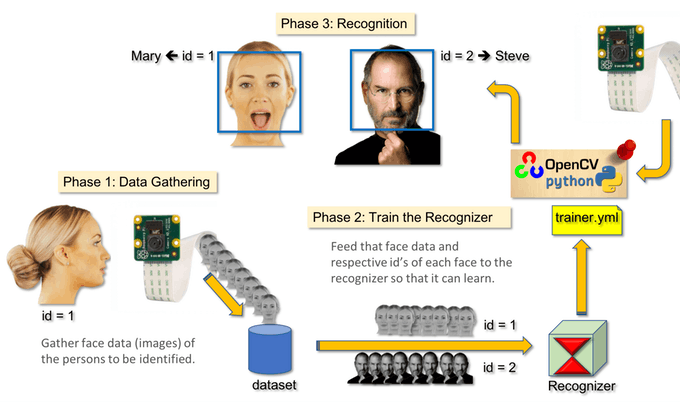 Phase 3: Recognition
Mary ← id = 1
id = 2 → Steve
OpenCV
python
trainer.yml
Phase 1: Data Gathering
id = 1
Gather face data (images) of
the persons to be identified.
dataset
Phase 2: Train the Recognizer
Feed that face data and
respective id's of each face to the
recognizer so that it can learn.
id = 1
id = 2
Recognizer